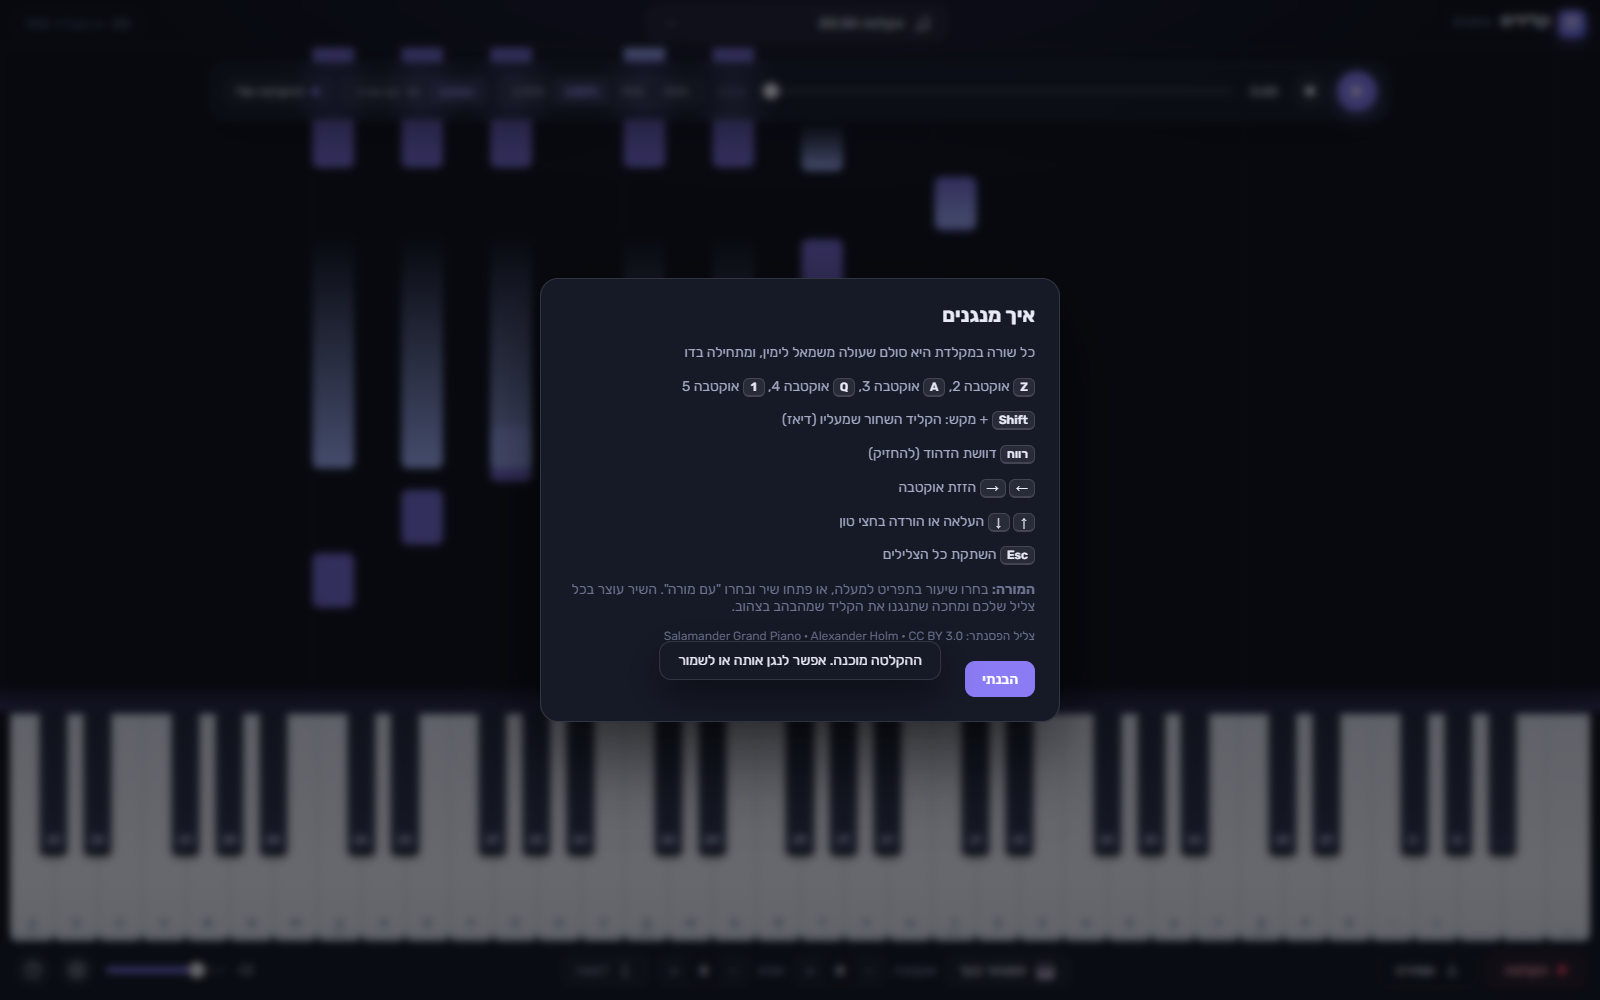 איך מנגנים
כל שורה במקלדת היא סולם שעולה משמאל לימין, ומתחילה בדו
Z אוקטבה 2, A אוקטבה 3, Q אוקטבה 4, 1 אוקטבה 5
Shift + מקש: הקליד השחור שמעליו (דיאז)
רווח דוושת הדהוד (להחזיק)
← → הזזת אוקטבה
↑ ↓ העלאה או הורדה בחצי טון
Esc השתקת כל הצלילים
המורה: בחרו שיעור בתפריט למעלה, או פתחו שיר ובחרו "עם מורה". השיר עוצר בכל
צליל שלכם ומחכה שתנגנו את הקליד שמהבהב בצהוב.
צליל הפסנתר: Salamander Grand Piano • Alexander Holm • CC BY 3.0
ההקלטה מוכנה. אפשר לנגן אותה או לשמור
הבנתי